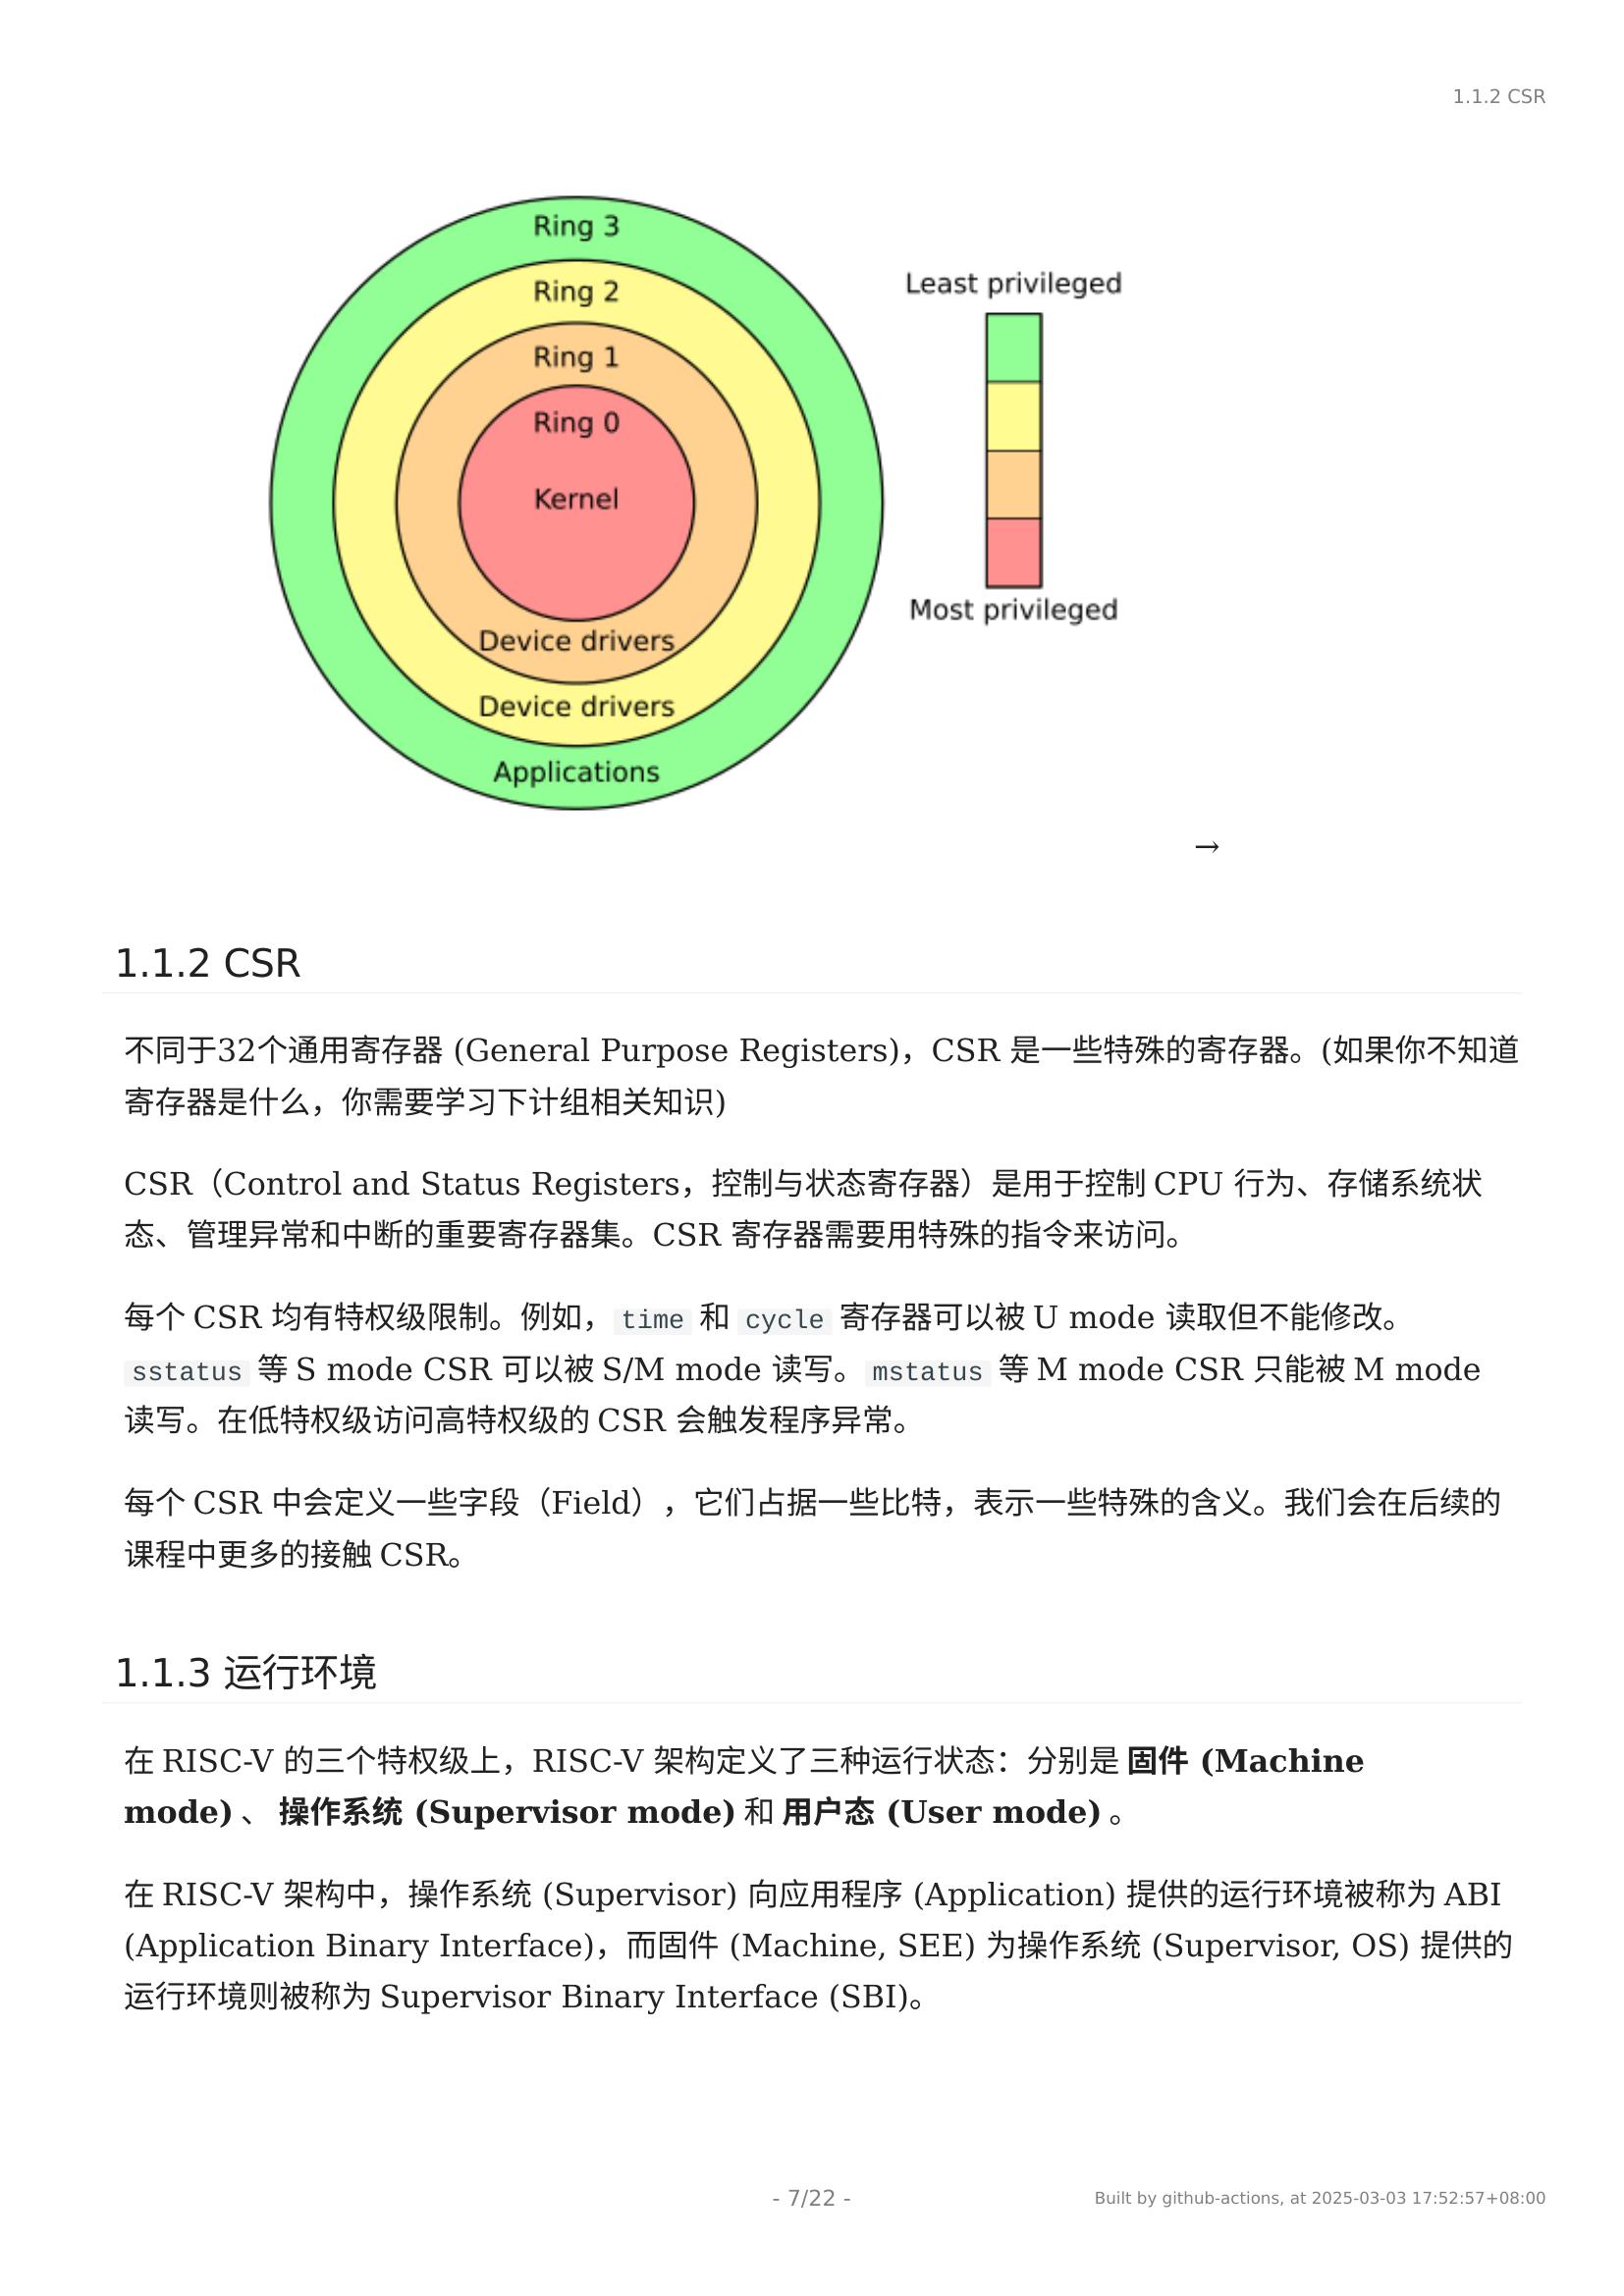 1.1.2 CSR
Ring 3
Ring 2
Ring 1
Ring 0
Kernel
Device drivers
Device drivers
Applications
Least privileged
Most privileged
→
1.1.2 CSR
不同于32个通用寄存器 (General Purpose Registers)，CSR 是一些特殊的寄存器。(如果你不知道
寄存器是什么，你需要学习下计组相关知识)
CSR（Control and Status Registers，控制与状态寄存器）是用于控制 CPU 行为、存储系统状
态、管理异常和中断的重要寄存器集。CSR 寄存器需要用特殊的指令来访问。
每个 CSR 均有特权级限制。例如，time 和 cycle 寄存器可以被 U mode 读取但不能修改。
sstatus 等 S mode CSR 可以被 S/M mode 读写。mstatus 等 M mode CSR 只能被 M mode
读写。在低特权级访问高特权级的 CSR 会触发程序异常。
每个 CSR 中会定义一些字段（Field），它们占据一些比特，表示一些特殊的含义。我们会在后续的
课程中更多的接触 CSR。
1.1.3 运行环境
在 RISC-V 的三个特权级上，RISC-V 架构定义了三种运行状态：分别是 固件 (Machine
mode) 、 操作系统 (Supervisor mode) 和 用户态 (User mode) 。
在 RISC-V 架构中，操作系统 (Supervisor) 向应用程序 (Application) 提供的运行环境被称为 ABI
(Application Binary Interface)，而固件 (Machine, SEE) 为操作系统 (Supervisor, OS) 提供的
运行环境则被称为 Supervisor Binary Interface (SBI)。
- 7/22 -
Built by github-actions, at 2025-03-03 17:52:57+08:00